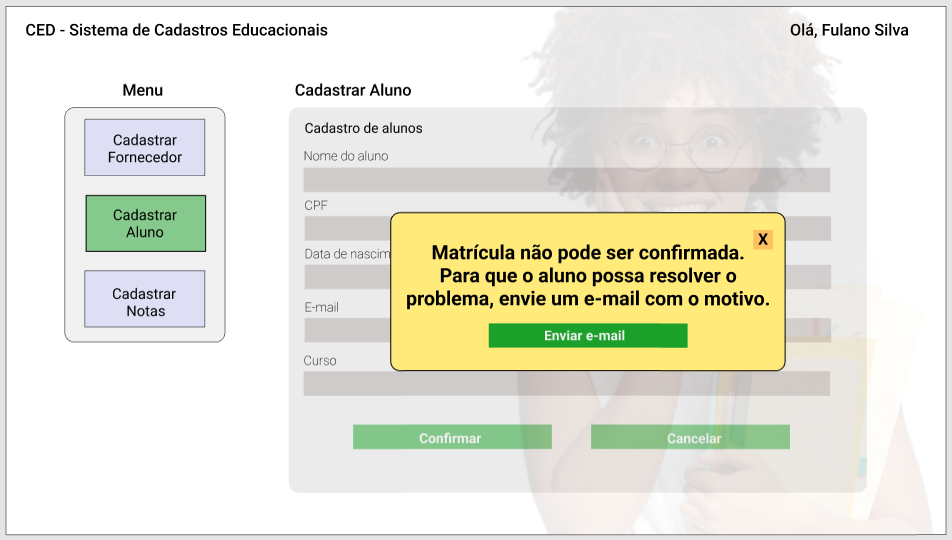 CED - Sistema de Cadastros Educacionais
Olá, Fulano Silva
Menu
Cadastrar
Fornecedor
Cadastrar
Aluno
Cadastrar
Notas
Cadastrar Aluno
Cadastro de alunos
Nome do aluno
CPF
Data de nascim
E-mail
Curso
X
Matrícula não pode ser confirmada.
Para que o aluno possa resolver o
problema, envie um e-mail com o motivo.
Enviar e-mail
Confirmar
Cancelar